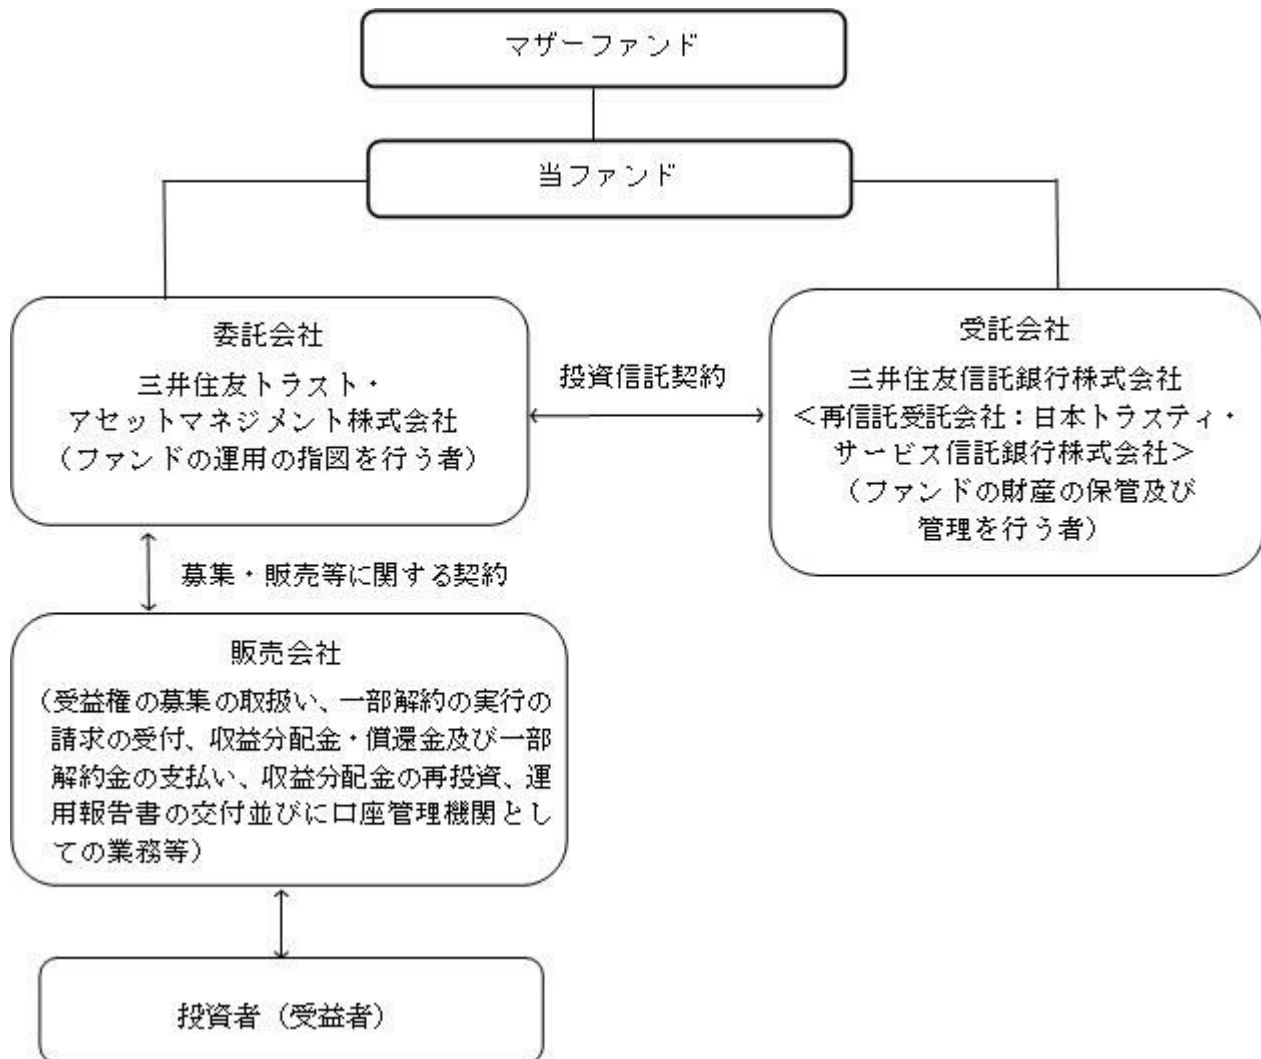 マザーファンド
当ファンド
委託会社
三井住友トラスト・
アセットマネジメント株式会社
（ファンドの運用の指図を行う者）
投資信託契約
受託会社
三井住友信託銀行株式会社
＜再信託受託会社：日本トラスティ・
サービス信託銀行株式会社＞
（ファンドの財産の保管及び
管理を行う者）
募集・販売等に関する契約
販売会社
（受益権の募集の取扱い、一部解約の実行の
請求の受付、収益分配金・償還金及び一部
解約金の支払い、収益分配金の再投資、運
用報告書の交付並びに口座管理機関とし
ての業務等）
投資者（受益者）